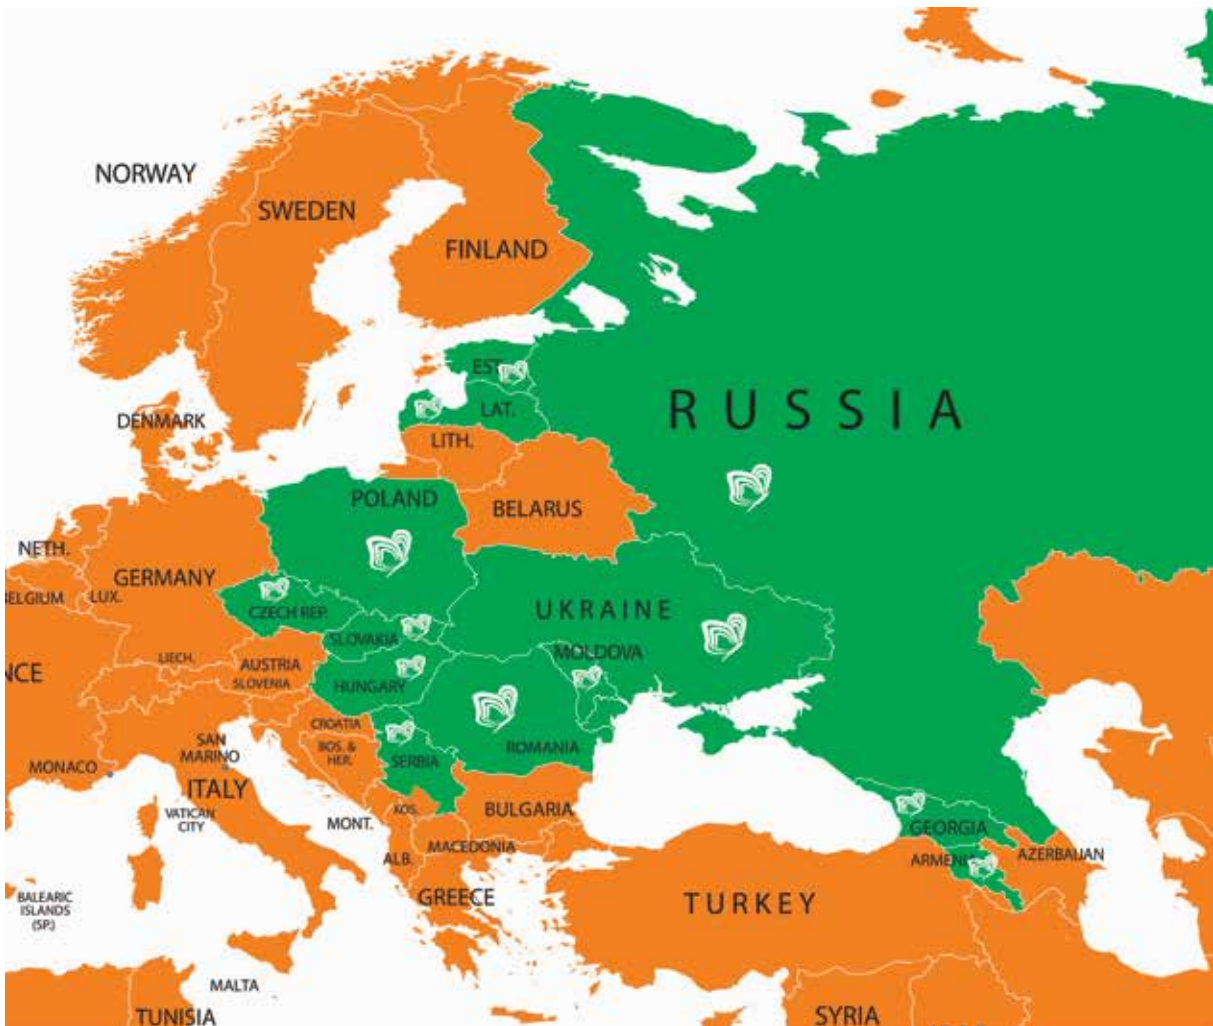 NORWAY
SWEDEN
FINLAND
EST.
RUSSIA
LAT.
DENMARK
LITH.
POLAND
BELARUS
NETH.
GERMANY
BELGIUM
LUX.
UKRAINE
CZECH REP.
SLOVAKIA
MOLDOVA
LIECH.
AUSTRIA
NCE
SLOVENIA
HUNGARY
CROATIA
SAN
MARINO
BOS. &
HER.
ROMANIA
SERBIA
MONACO
ITALY
KOS.
BULGARIA
VATICAN
CITY
MONT.
GEORGIA
MACEDONIA
ALB.
ARMENIA
AZERBAIJAN
BALEARIC
ISLANDS
(SP.)
GREECE
TURKEY
MALTA
TUNISIA
SYRIA